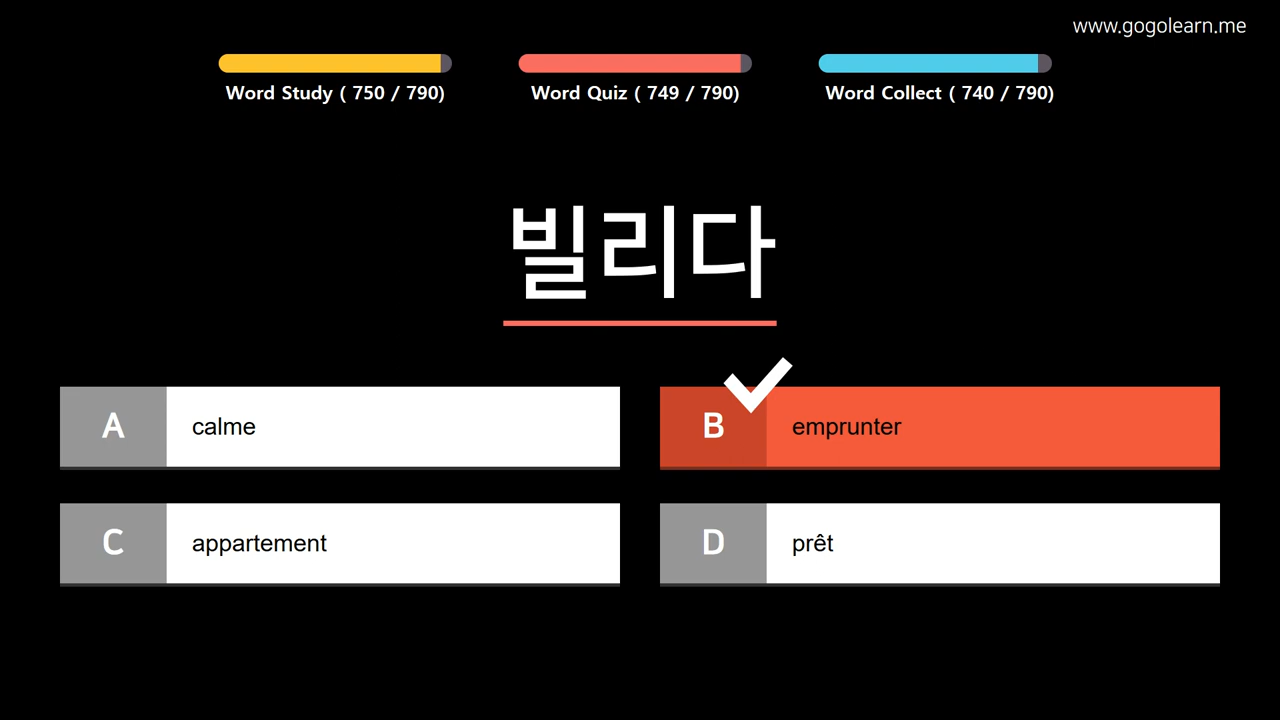 www.gogolearn.me
Word Study ( 750 / 790)
Word Quiz ( 749 / 790)
Word Collect ( 740 / 790)
빌리다
A calme
B emprunter
C appartement
D prêt